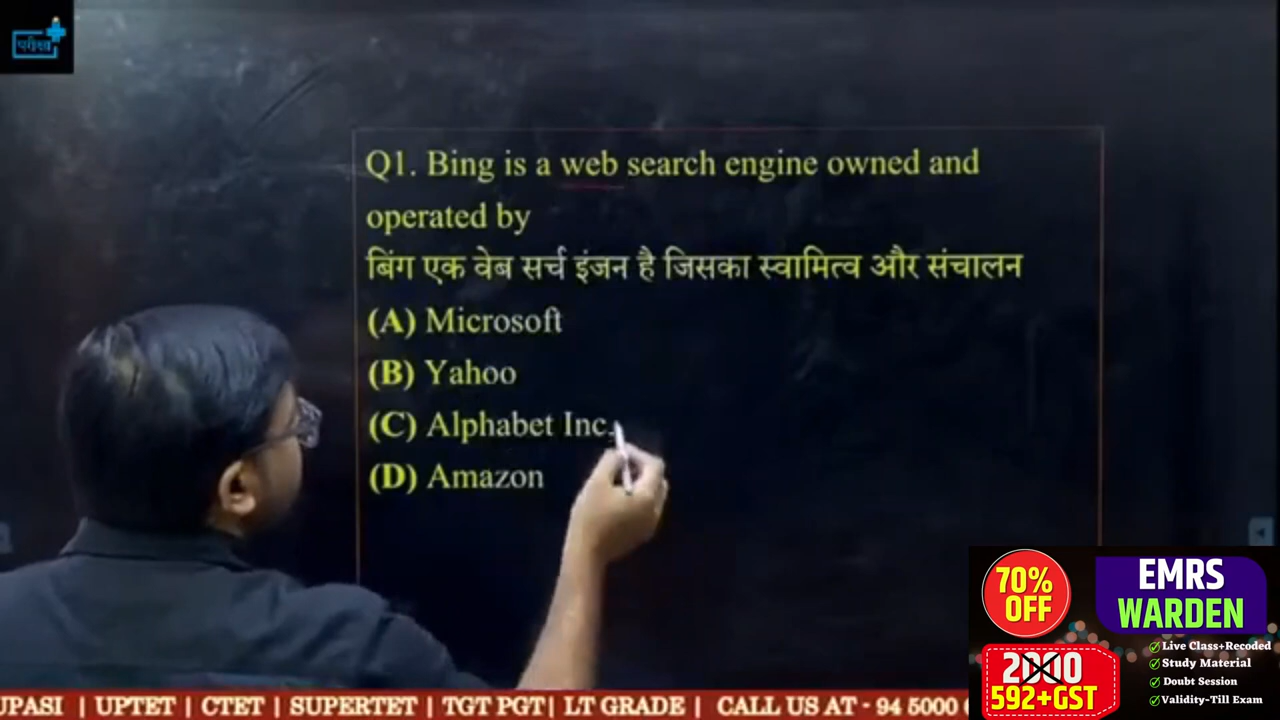 परीक्षा
Q1. Bing is a web search engine owned and
operated by
बिंग एक वेब सर्च इंजन है जिसका स्वामित्व और संचालन
(A) Microsoft
(B) Yahoo
(C) Alphabet Inc.
(D) Amazon
70%
OFF
EMRS
WARDEN
2000
592+GST
Live Class+Recoded
Study Material
Doubt Session
Validity-Till Exam
UPASI | UPTET | CTET | SUPERTET | TGT PGT | LT GRADE | CALL US AT - 94 5000